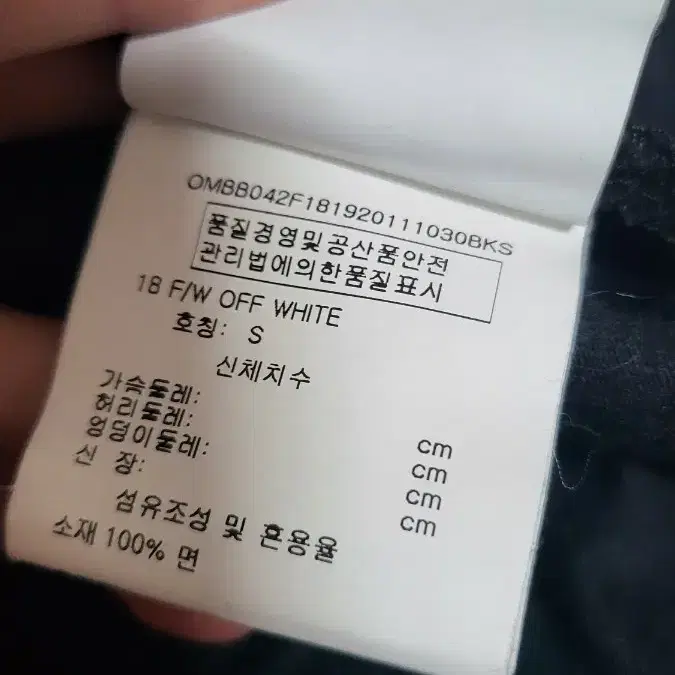 OMBB042F181920111030BKS
품질경영및공산품안전
관리법에의한품질표시
18 F/W OFF WHITE
호칭: S
신체치수
가슴둘레: cm
허리둘레: cm
엉덩이둘레: cm
신 장: cm
섬유조성 및 혼용율
소재 100% 면